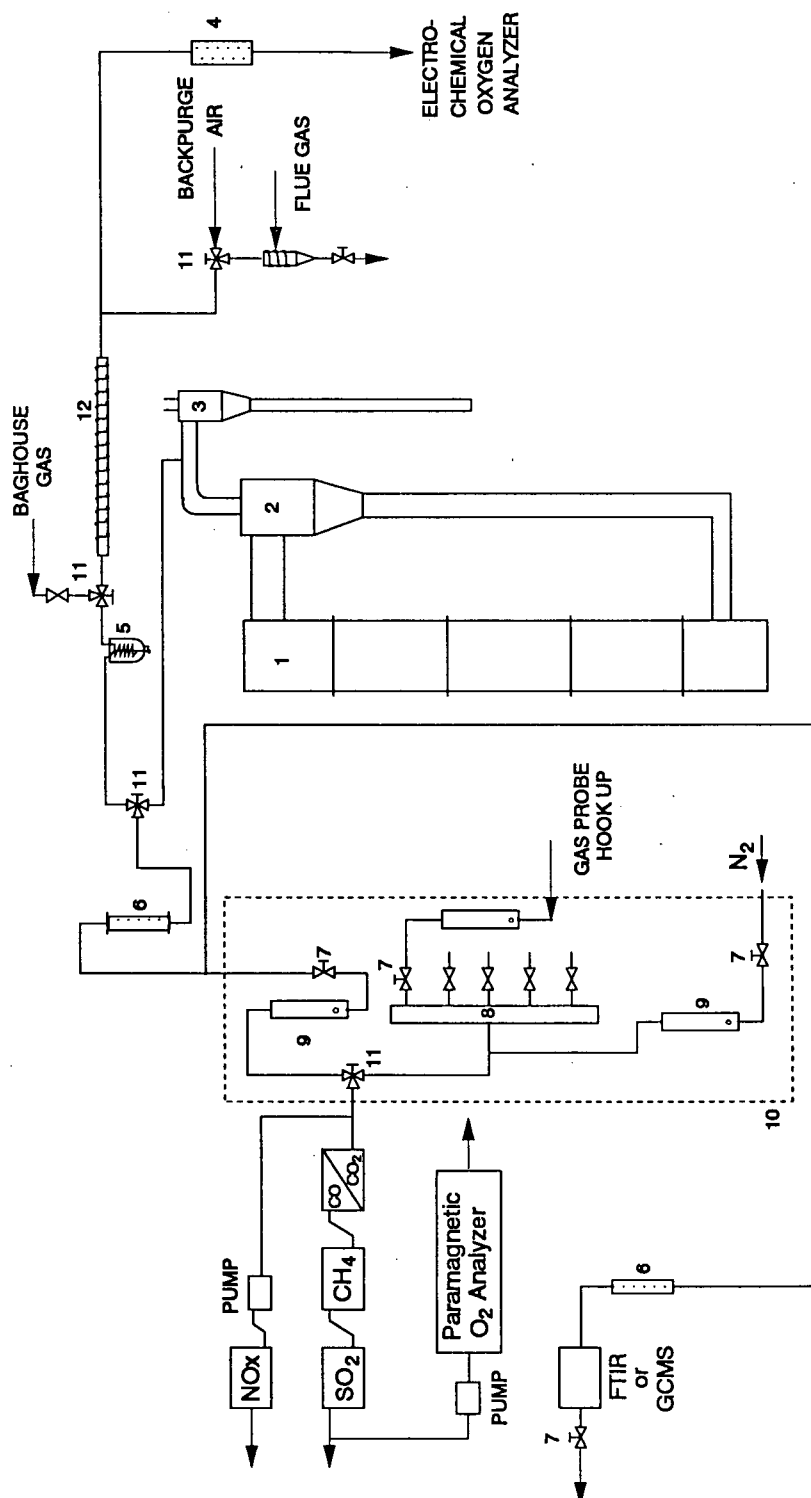 4
ELECTRO-
CHEMICAL
OXYGEN
ANALYZER
BACKPURGE
AIR
FLUE GAS
11
12
BAGHOUSE
GAS
11
5
3
2
1
11
6
GAS PROBE
HOOK UP
N2
7
7
7
8
9
9
11
10
CO
CO2
CH4
SO2
PUMP
NOx
Paramagnetic
O2 Analyzer
PUMP
6
FTIR
or
GCMS
7